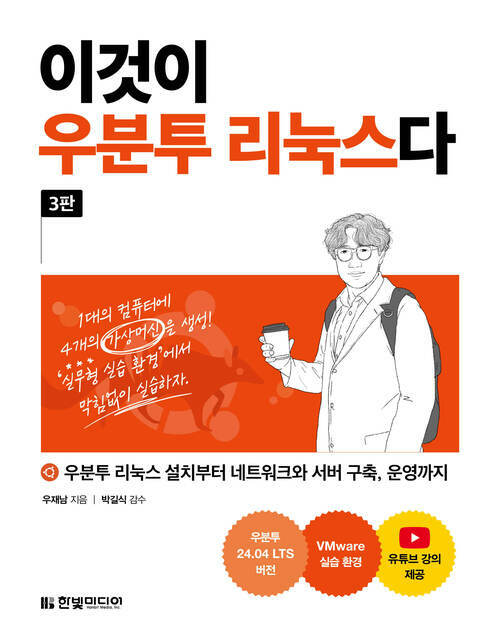 이것이
우분투 리눅스다
3판
1대의 컴퓨터에
4개의 가상머신을 생성!
'실무형 실습 환경'에서
막힘없이 실습하자.
우분투 리눅스 설치부터 네트워크와 서버 구축, 운영까지
우재남 지음 | 박길식 감수
우분투
24.04 LTS
버전
VMware
실습 환경
유튜브 강의
제공
한빛미디어
Hanbit Media, Inc.